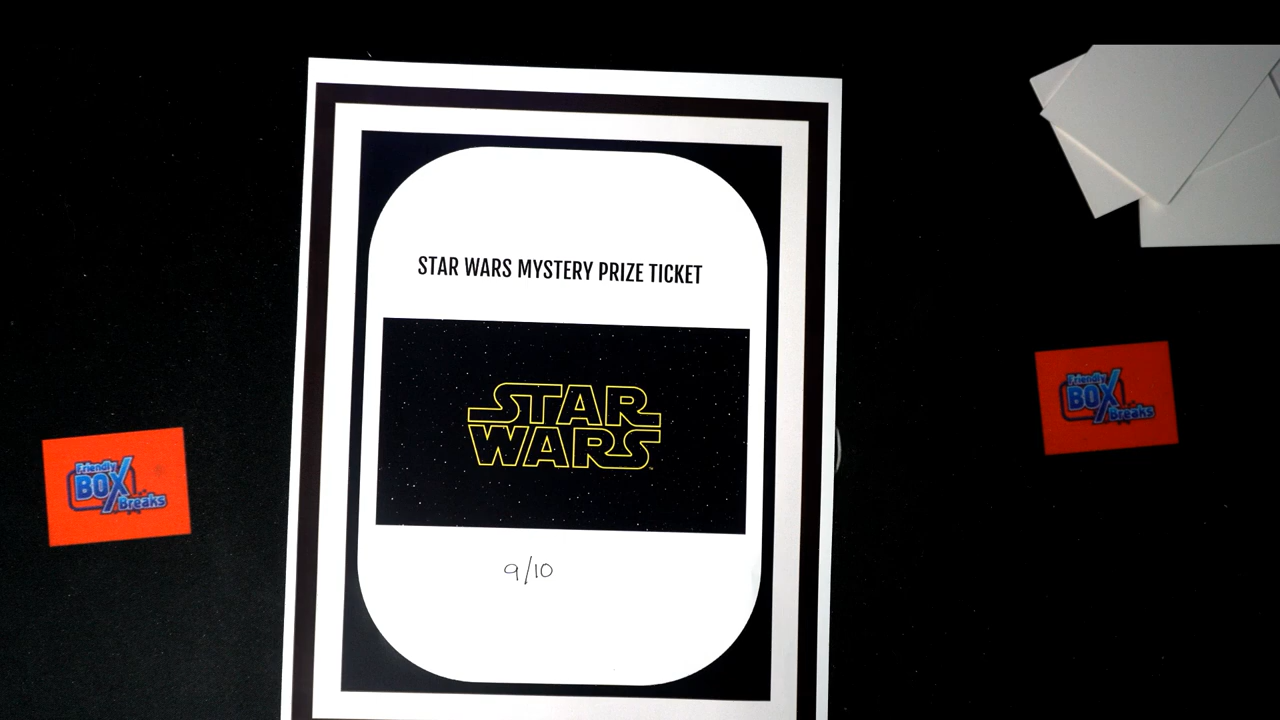 STAR WARS MYSTERY PRIZE TICKET
STAR
WARS
9/10
Friendly
BOX
Breaks
Friendly
BOX
Breaks